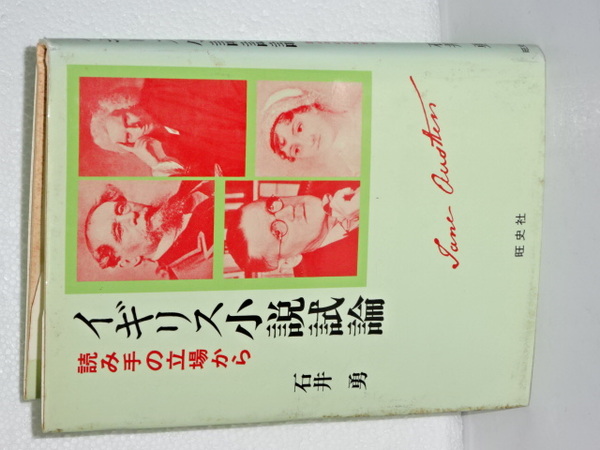 イギリス小説試論
読み手の立場から
石井 勇
Jane Austen
旺史社